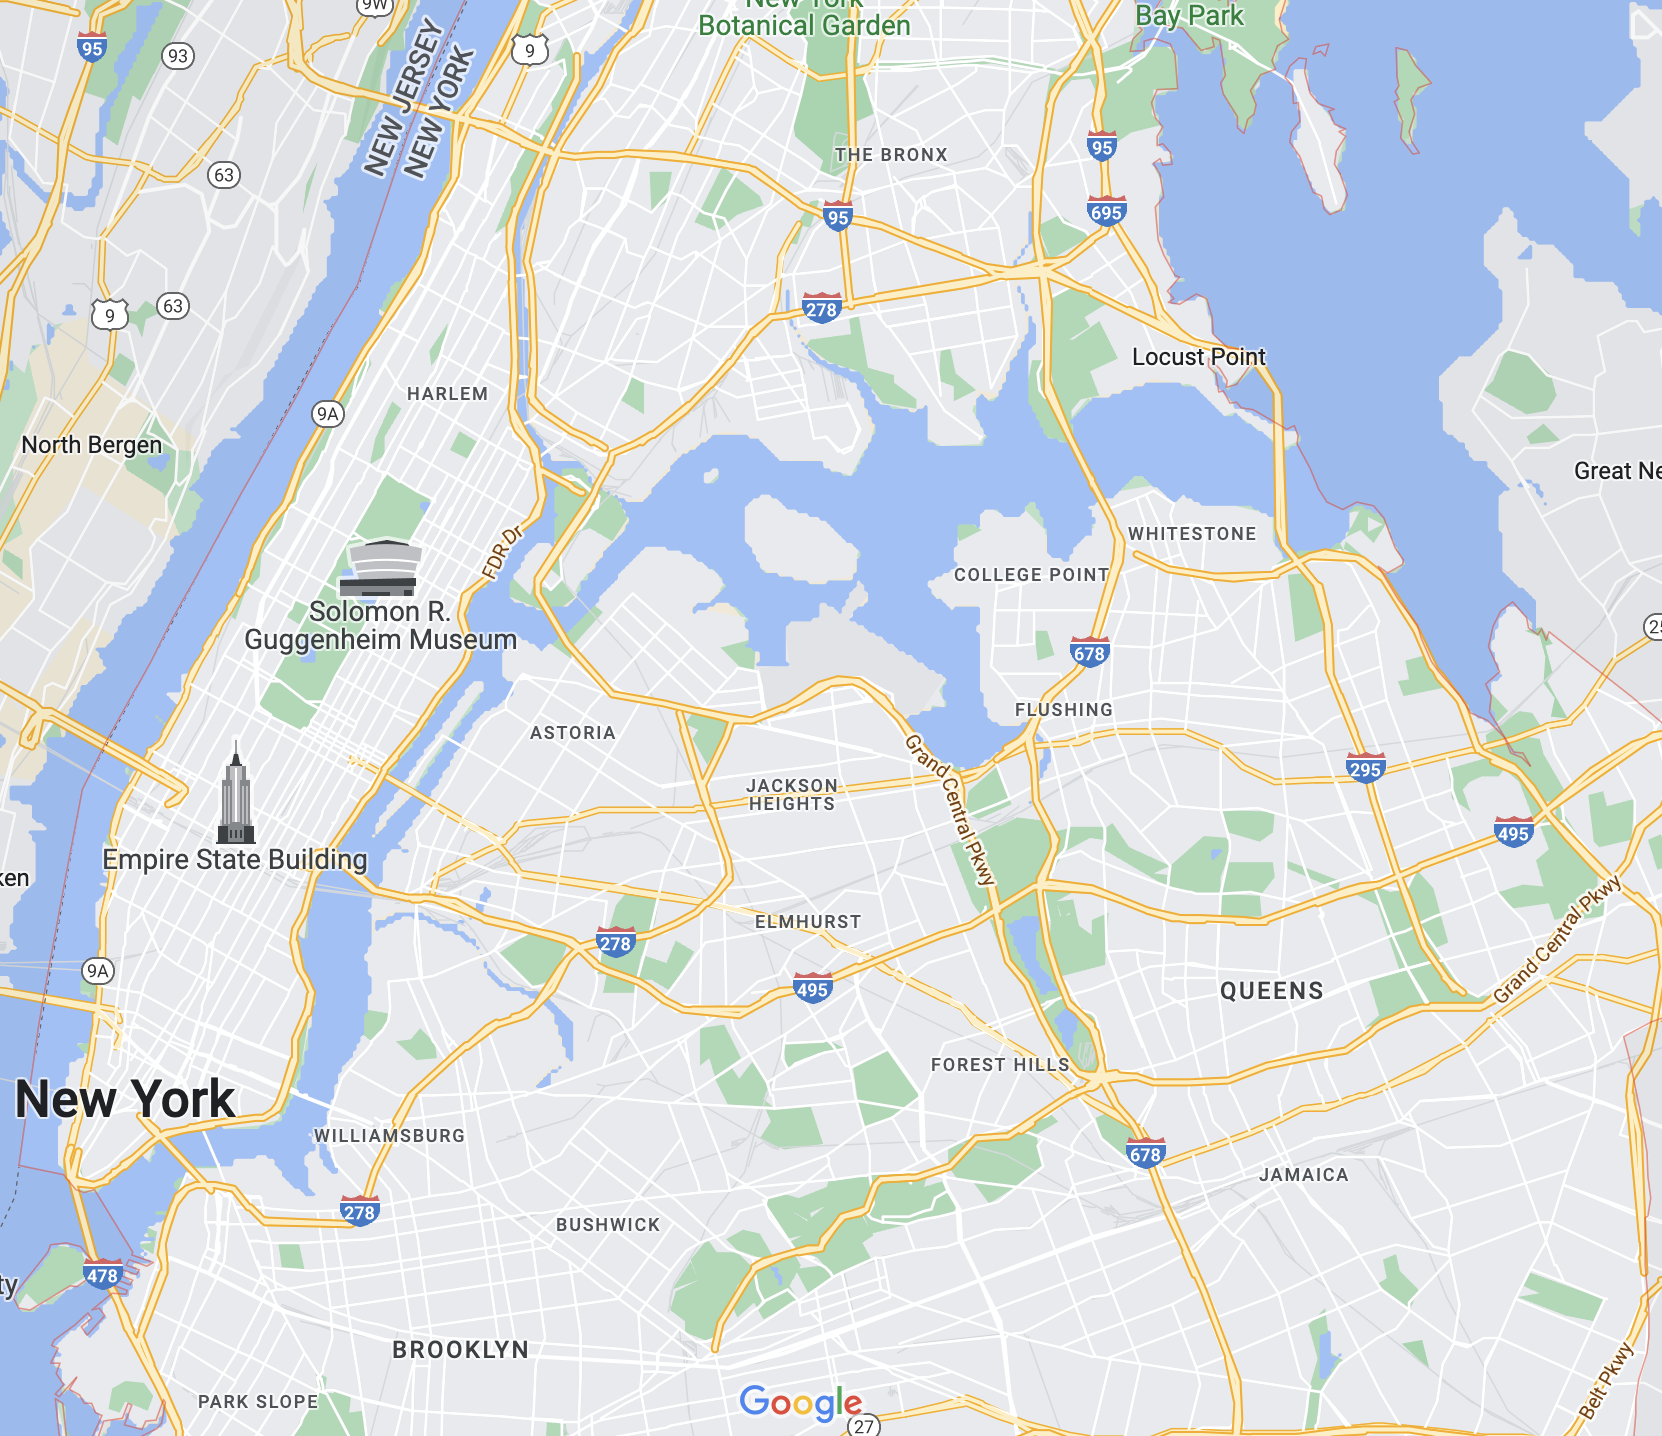 9W
New York
Botanical Garden
Bay Park
95
93
9
NEW JERSEY
NEW YORK
95
THE BRONX
63
695
95
63
9
278
Locust Point
HARLEM
9A
North Bergen
Great Ne
FDR Dr
WHITESTONE
COLLEGE POINT
Solomon R.
Guggenheim Museum
25
678
FLUSHING
ASTORIA
Grand Central Pkwy
295
JACKSON
HEIGHTS
495
Empire State Building
ken
ELMHURST
Grand Central Pkwy
278
9A
495
QUEENS
FOREST HILLS
New York
WILLIAMSBURG
678
JAMAICA
278
BUSHWICK
478
ty
BROOKLYN
Belt Pkwy
PARK SLOPE
Google
27